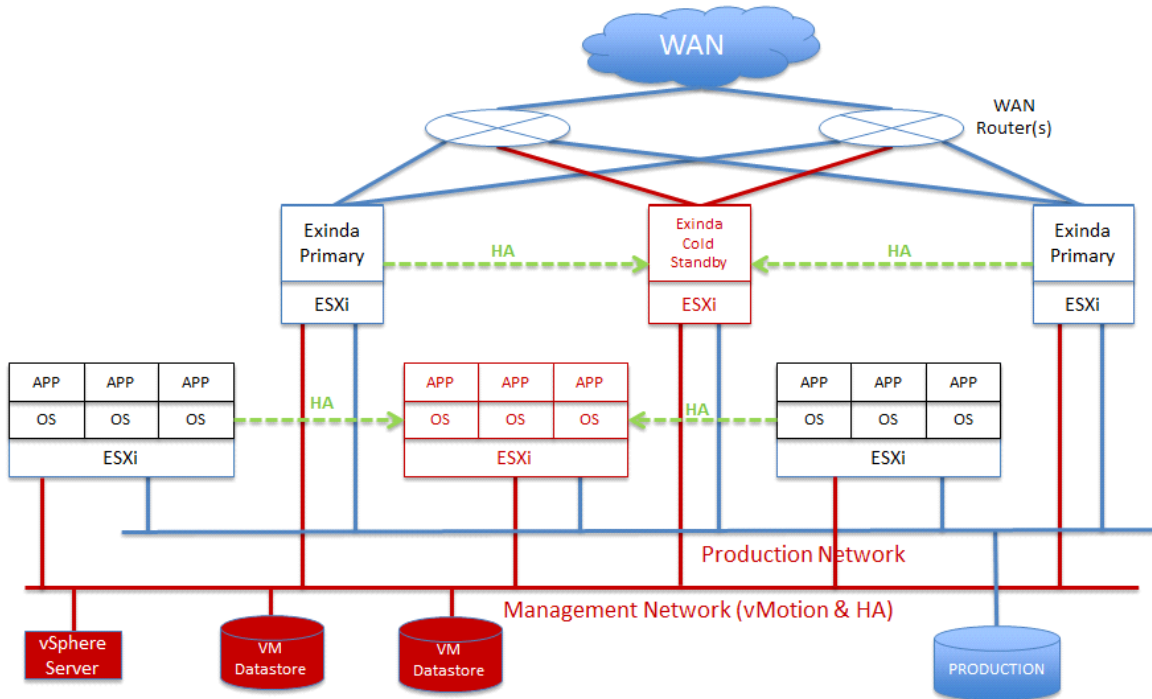 WAN
WAN
Router(s)
Exinda
Primary
ESXi
HA
Exinda
Cold
Standby
ESXi
HA
Exinda
Primary
ESXi
APP APP APP
OS OS OS
ESXi
HA
APP APP APP
OS OS OS
ESXi
HA
APP APP APP
OS OS OS
ESXi
Production Network
Management Network (vMotion & HA)
vSphere
Server
VM
Datastore
VM
Datastore
PRODUCTION